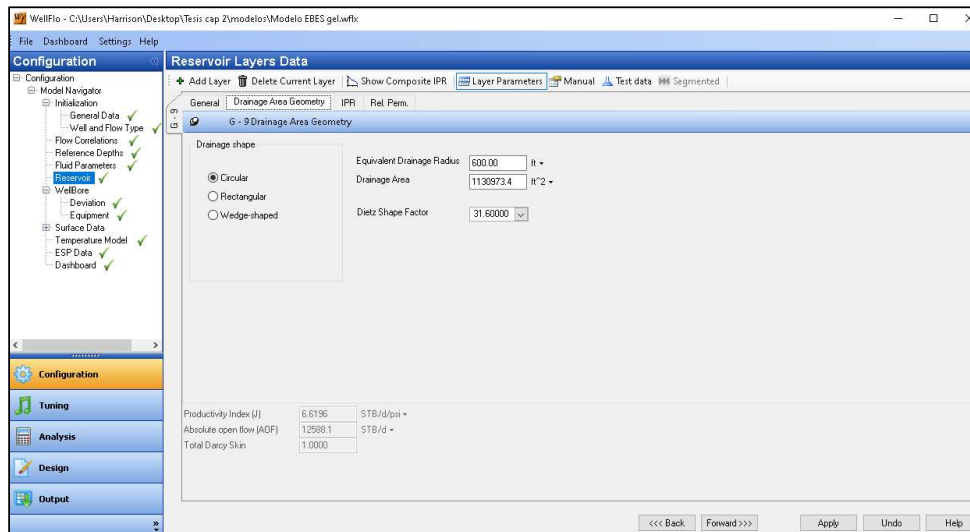 WellFlo - C:\Users\Harrison\Desktop\Tesis cap 2\modelos\Modelo EBES gel.wflx
File Dashboard Settings Help
Configuration
Configuration
Model Navigator
Initialization
General Data
Well and Flow Type
Flow Correlations
Reference Depths
Fluid Parameters
Reservoir
WellBore
Deviation
Equipment
Surface Data
Temperature Model
ESP Data
Dashboard
Configuration
Tuning
Analysis
Design
Output
Reservoir Layers Data
Add Layer Delete Current Layer Show Composite IPR Layer Parameters Manual Test data Segmented
G - 9
General Drainage Area Geometry IPR Rel. Perm.
G - 9 Drainage Area Geometry
Drainage shape
Circular
Rectangular
Wedge-shaped
Equivalent Drainage Radius 600.00 ft
Drainage Area 1130973.4 ft^2
Dietz Shape Factor 31.60000
Productivity Index (J) 6.6196 STB/d/psi
Absolute open flow (AOF) 12588.1 STB/d
Total Darcy Skin 1.0000
<<< Back Forward >>> Apply Undo Help